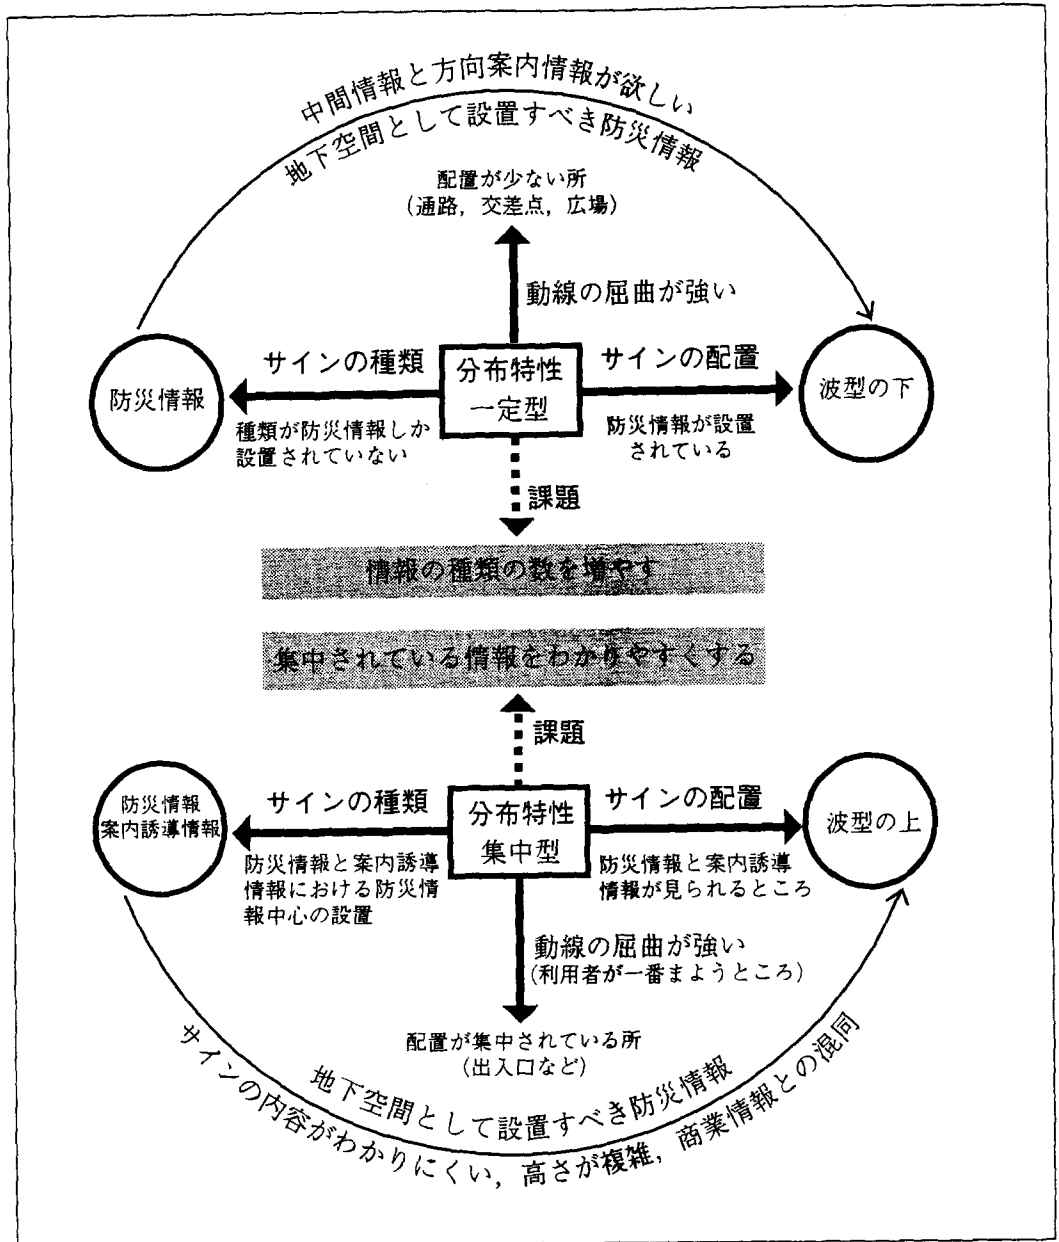 中間情報と方向案内情報が欲しい
地下空間として設置すべき防災情報
配置が少ない所
(通路，交差点，広場)
動線の屈曲が強い
防災情報
サインの種類
種類が防災情報しか
設置されていない
分布特性
一定型
サインの配置
防災情報が設置
されている
波型の下
課題
情報の種類の数を増やす
集中されている情報をわかりやすくする
課題
防災情報
案内誘導情報
サインの種類
防災情報と案内誘導
情報における防災情
報中心の設置
分布特性
集中型
サインの配置
防災情報と案内誘導
情報が見られるところ
波型の上
動線の屈曲が強い
(利用者が一番まようところ)
配置が集中されている所
(出入口など)
地下空間として設置すべき防災情報
サインの内容がわかりにくい，高さが複雑，商業情報との混同